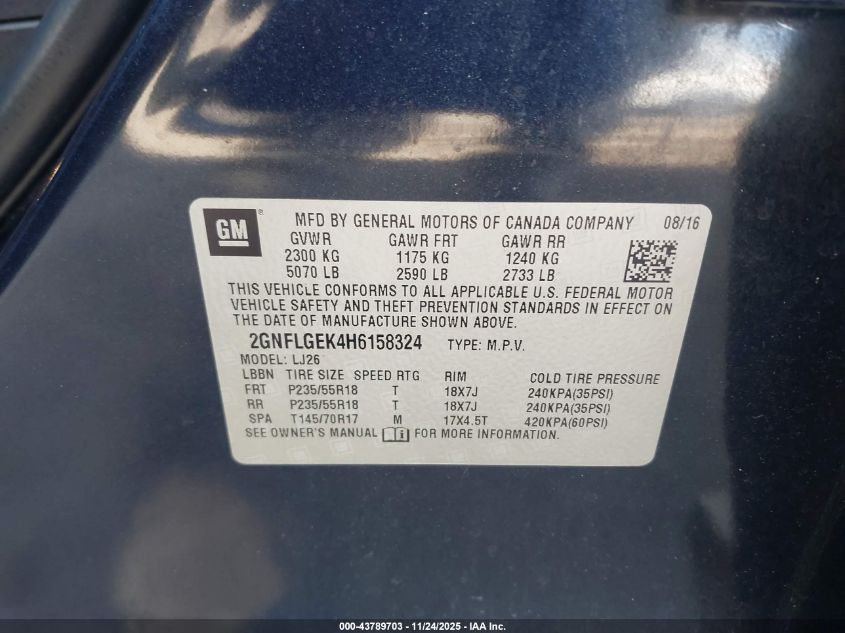 GM ® MFD BY GENERAL MOTORS OF CANADA COMPANY 08/16
GVWR GAWR FRT GAWR RR
2300 KG 1175 KG 1240 KG
5070 LB 2590 LB 2733 LB
THIS VEHICLE CONFORMS TO ALL APPLICABLE U.S. FEDERAL MOTOR
VEHICLE SAFETY AND THEFT PREVENTION STANDARDS IN EFFECT ON
THE DATE OF MANUFACTURE SHOWN ABOVE.
2GNFLGEK4H6158324 TYPE: M.P.V.
MODEL: LJ26
LBBN TIRE SIZE SPEED RTG RIM COLD TIRE PRESSURE
FRT P235/55R18 T 18X7J 240KPA(35PSI)
RR P235/55R18 T 18X7J 240KPA(35PSI)
SPA T145/70R17 M 17X4.5T 420KPA(60PSI)
SEE OWNER'S MANUAL FOR MORE INFORMATION.
000-43789703 - 11/24/2025 - IAA Inc.